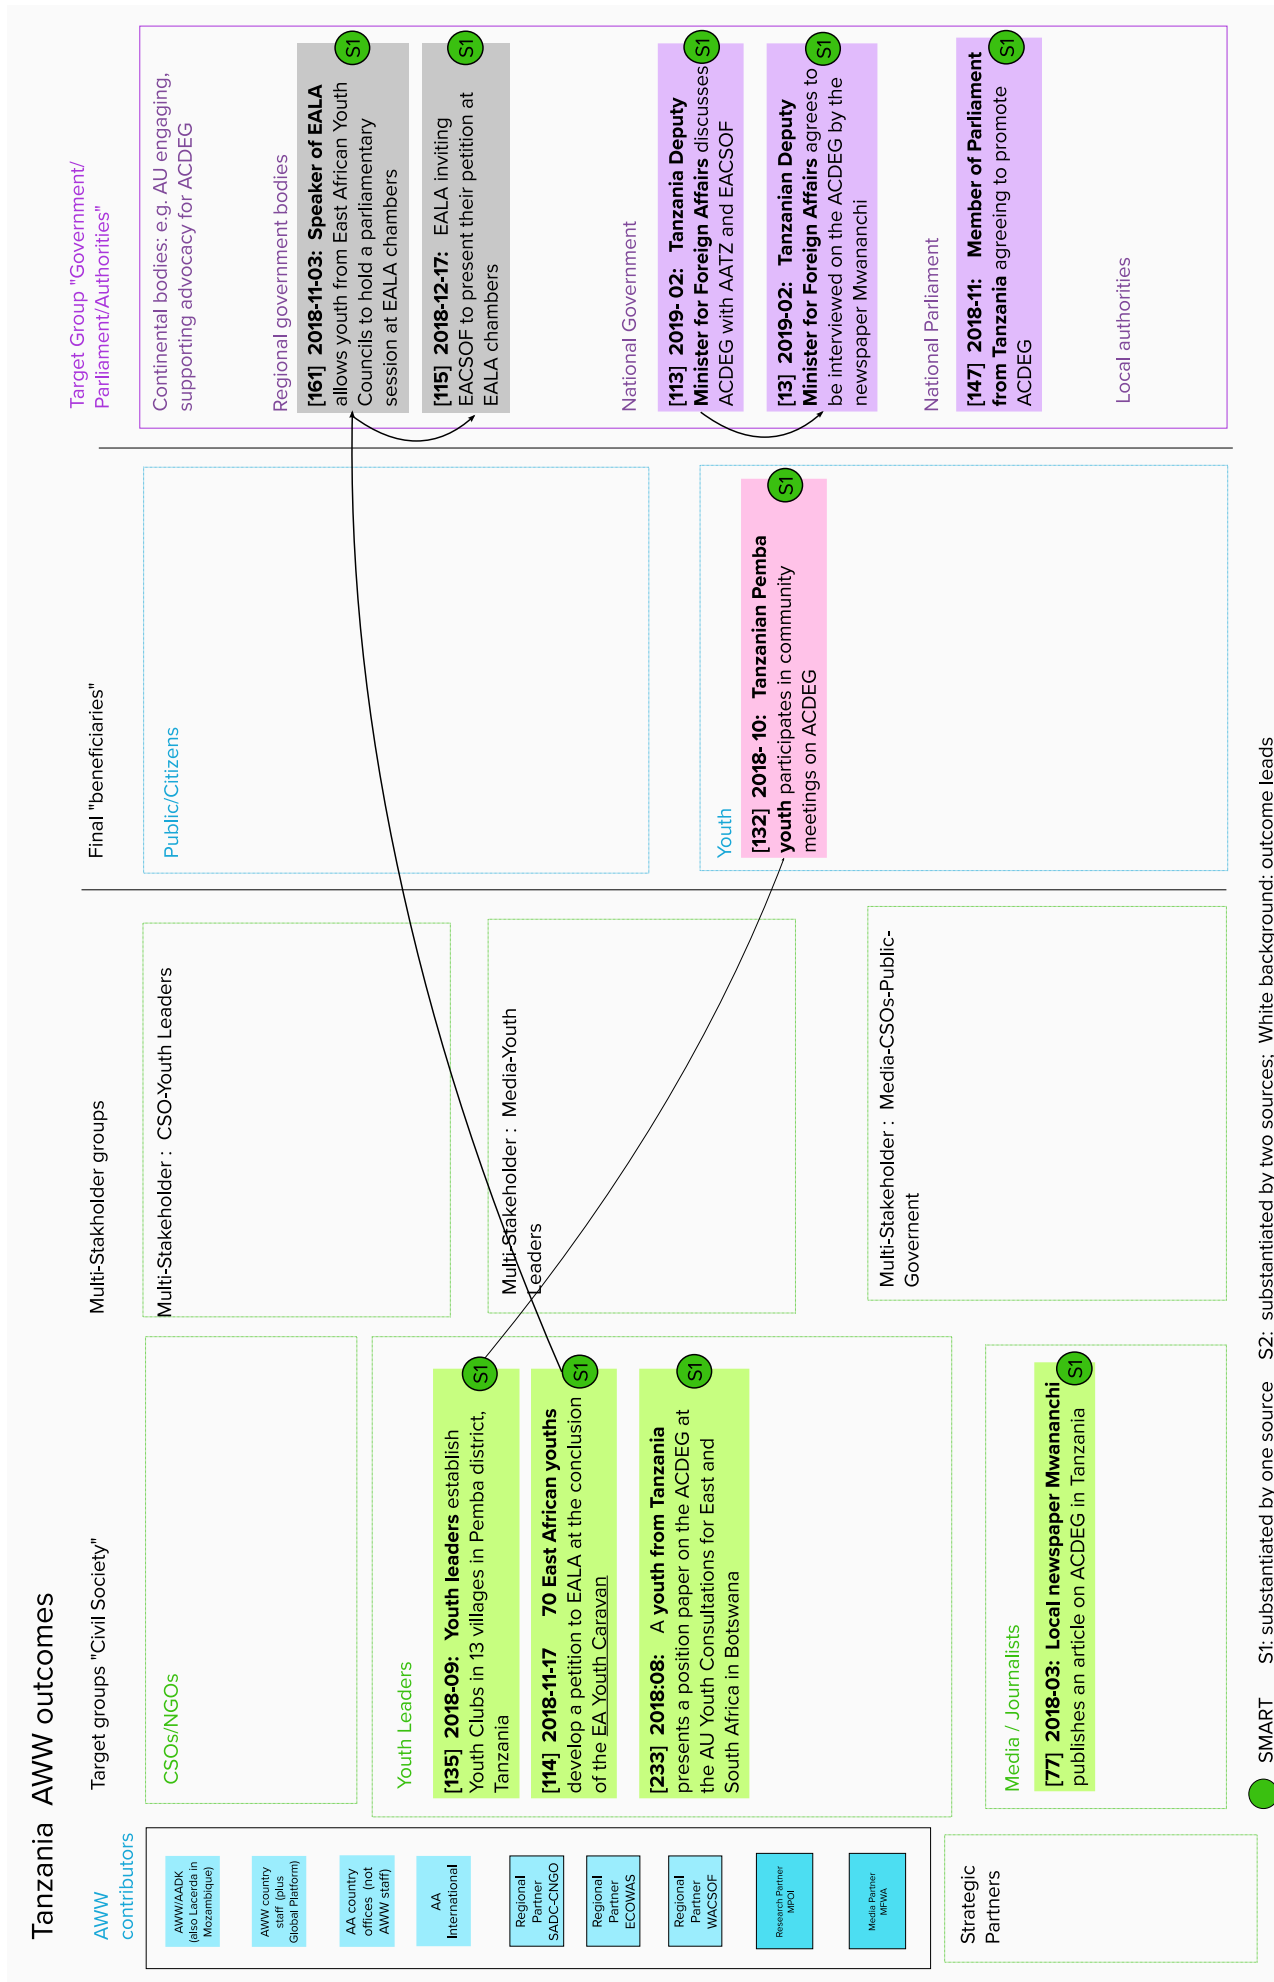 Tanzania  AWW outcomes
AWW
contributors
AWW/AADK
(also Lacerda in
Mozambique)
AWW country
staff  (plus
Global Platform)
AA country
offices  (not
AWW staff)
AA
International
Regional
Partner
SADC-CNGO
Regional
Partner
ECOWAS
Regional
Partner
WACSOF
Research Partner
MPOI
Media Partner
MFWA
Strategic
Partners
Target groups "Civil Society"
CSOs/NGOs
Youth Leaders
[135]  2018-09:   Youth leaders establish
Youth Clubs in 13 villages in Pemba district,
Tanzania
S1
[114]  2018-11-17     70 East African youths
develop a petition to EALA at the conclusion
of the EA Youth Caravan
S1
[233] 2018:08:    A youth from Tanzania
presents a position paper on the ACDEG at
the AU Youth Consultations for East and
South Africa in Botswana
S1
Media / Journalists
[77]  2018-03:  Local newspaper Mwananchi
publishes an article on ACDEG in Tanzania
S1
Multi-Stakholder groups
Multi-Stakeholder :  CSO-Youth Leaders
Multi-Stakeholder :  Media-Youth
Leaders
Multi-Stakeholder :  Media-CSOs-Public-
Governent
Final "beneficiaries"
Public/Citizens
Youth
[132]  2018- 10:   Tanzanian Pemba
youth participates in community
meetings on ACDEG
S1
Target Group "Government/
Parliament/Authorities"
Continental bodies: e.g. AU engaging,
supporting advocacy for ACDEG
Regional government bodies
[161]  2018-11-03:  Speaker of EALA
allows youth from East African Youth
Councils to hold a parliamentary
session at EALA chambers
S1
[115]  2018-12-17:   EALA inviting
EACSOF to present their petition at
EALA chambers
S1
National Government
[113]  2019- 02:   Tanzania Deputy
Minister for Foreign Affairs discusses
ACDEG with AATZ and EACSOF
S1
[13]  2019-02:   Tanzanian Deputy
Minister for Foreign Affairs agrees to
be interviewed on the ACDEG by the
newspaper Mwananchi
S1
National Parliament
[147]  2018-11:   Member of Parliament
from Tanzania agreeing to promote
ACDEG
S1
Local authorities
SMART     S1: substantiated by one source    S2:  substantiated by two sources;  White background: outcome leads